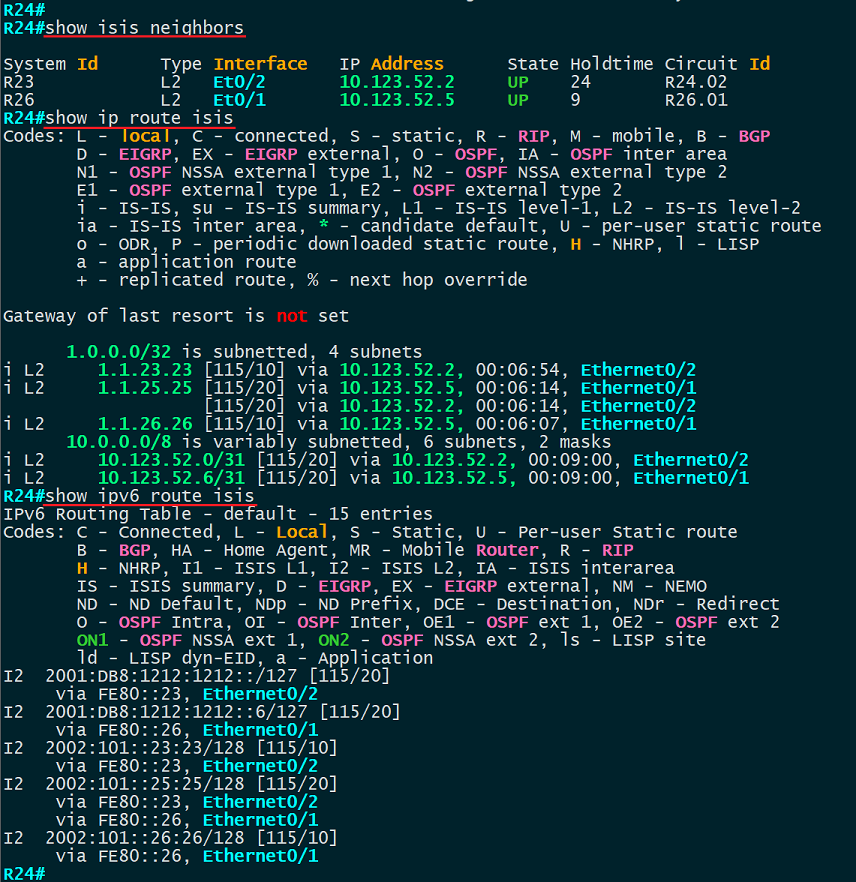 R24#
R24#show isis neighbors
System Id      Type Interface   IP Address      State Holdtime Circuit Id
R23            L2   Et0/2       10.123.52.2     UP    24       R24.02
R26            L2   Et0/1       10.123.52.5     UP    9        R26.01
R24#show ip route isis
Codes: L - local, C - connected, S - static, R - RIP, M - mobile, B - BGP
       D - EIGRP, EX - EIGRP external, O - OSPF, IA - OSPF inter area
       N1 - OSPF NSSA external type 1, N2 - OSPF NSSA external type 2
       E1 - OSPF external type 1, E2 - OSPF external type 2
       i - IS-IS, su - IS-IS summary, L1 - IS-IS level-1, L2 - IS-IS level-2
       ia - IS-IS inter area, * - candidate default, U - per-user static route
       o - ODR, P - periodic downloaded static route, H - NHRP, l - LISP
       a - application route
       + - replicated route, % - next hop override
Gateway of last resort is not set
      1.0.0.0/32 is subnetted, 4 subnets
i L2     1.1.23.23 [115/10] via 10.123.52.2, 00:06:54, Ethernet0/2
i L2     1.1.25.25 [115/20] via 10.123.52.5, 00:06:14, Ethernet0/1
                   [115/20] via 10.123.52.2, 00:06:14, Ethernet0/2
i L2     1.1.26.26 [115/10] via 10.123.52.5, 00:06:07, Ethernet0/1
      10.0.0.0/8 is variably subnetted, 6 subnets, 2 masks
i L2     10.123.52.0/31 [115/20] via 10.123.52.2, 00:09:00, Ethernet0/2
i L2     10.123.52.6/31 [115/20] via 10.123.52.5, 00:09:00, Ethernet0/1
R24#show ipv6 route isis
IPv6 Routing Table - default - 15 entries
Codes: C - Connected, L - Local, S - Static, U - Per-user Static route
       B - BGP, HA - Home Agent, MR - Mobile Router, R - RIP
       H - NHRP, I1 - ISIS L1, I2 - ISIS L2, IA - ISIS interarea
       IS - ISIS summary, D - EIGRP, EX - EIGRP external, NM - NEMO
       ND - ND Default, NDp - ND Prefix, DCE - Destination, NDr - Redirect
       O - OSPF Intra, OI - OSPF Inter, OE1 - OSPF ext 1, OE2 - OSPF ext 2
       ON1 - OSPF NSSA ext 1, ON2 - OSPF NSSA ext 2, ls - LISP site
       ld - LISP dyn-EID, a - Application
I2  2001:DB8:1212:1212::/127 [115/20]
     via FE80::23, Ethernet0/2
I2  2001:DB8:1212:1212::6/127 [115/20]
     via FE80::26, Ethernet0/1
I2  2002:101::23:23/128 [115/10]
     via FE80::23, Ethernet0/2
I2  2002:101::25:25/128 [115/20]
     via FE80::23, Ethernet0/2
     via FE80::26, Ethernet0/1
I2  2002:101::26:26/128 [115/10]
     via FE80::26, Ethernet0/1
R24#